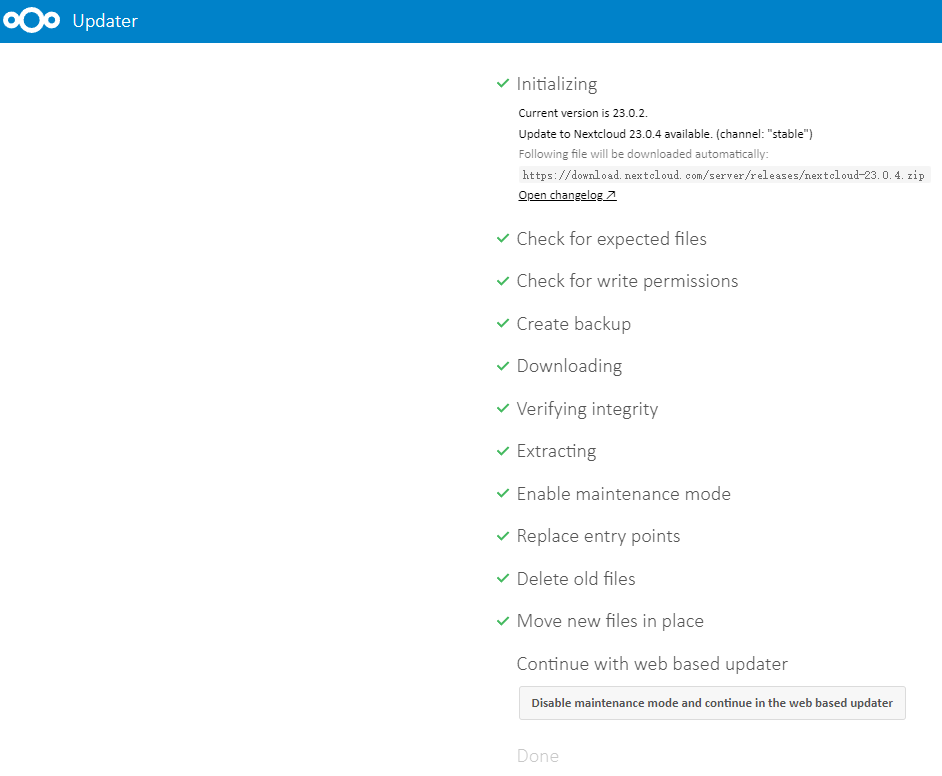 Updater
Initializing
Current version is 23.0.2.
Update to Nextcloud 23.0.4 available. (channel: "stable")
Following file will be downloaded automatically:
https://download.nextcloud.com/server/releases/nextcloud-23.0.4.zip
Open changelog ↗
Check for expected files
Check for write permissions
Create backup
Downloading
Verifying integrity
Extracting
Enable maintenance mode
Replace entry points
Delete old files
Move new files in place
Continue with web based updater
Disable maintenance mode and continue in the web based updater
Done